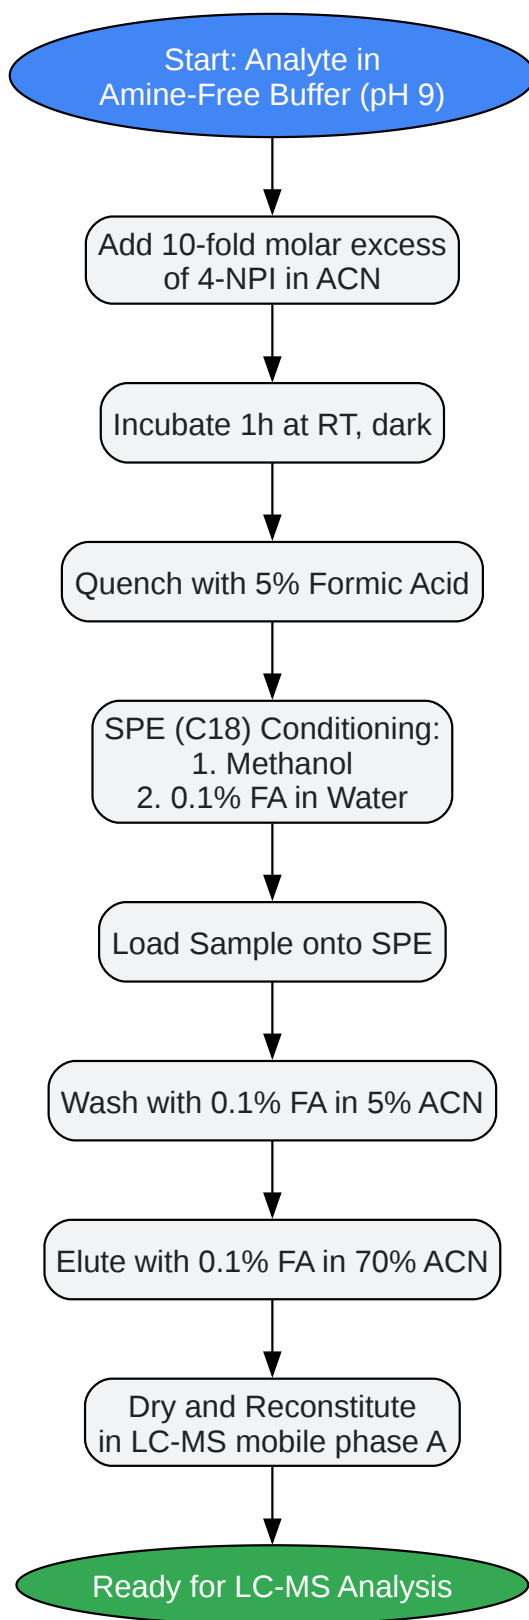 Start: Analyte in
Amine-Free Buffer (pH 9)
Add 10-fold molar excess
of 4-NPI in ACN
Incubate 1h at RT, dark
Quench with 5% Formic Acid
SPE (C18) Conditioning:
1. Methanol
2. 0.1% FA in Water
Load Sample onto SPE
Wash with 0.1% FA in 5% ACN
Elute with 0.1% FA in 70% ACN
Dry and Reconstitute
in LC-MS mobile phase A
Ready for LC-MS Analysis